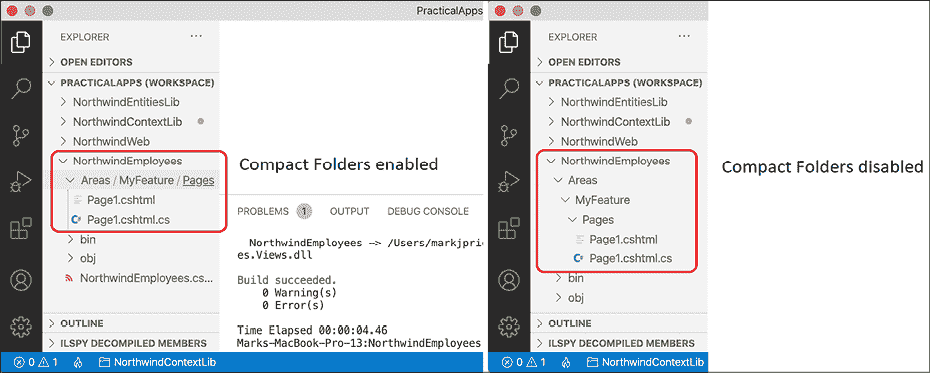 PracticalApps
EXPLORER ...
OPEN EDITORS
PRACTICALAPPS (WORKSPACE)
NorthwindEntitiesLib
NorthwindContextLib
NorthwindWeb
NorthwindEmployees
Areas / MyFeature / Pages
Page1.cshtml
C# Page1.cshtml.cs
bin
obj
NorthwindEmployees.cs...
OUTLINE
ILSPY DECOMPILED MEMBERS
0 1 NorthwindContextLib
Compact Folders enabled
PROBLEMS 1 OUTPUT DEBUG CONSOLE
NorthwindEmployees -> /Users/markjpric
es.Views.dll
Build succeeded.
0 Warning(s)
0 Error(s)
Time Elapsed 00:00:04.46
Marks-MacBook-Pro-13:NorthwindEmployees
EXPLORER ...
OPEN EDITORS
PRACTICALAPPS (WORKSPACE)
NorthwindEntitiesLib
NorthwindContextLib
NorthwindWeb
NorthwindEmployees
Areas
MyFeature
Pages
Page1.cshtml
C# Page1.cshtml.cs
bin
obj
OUTLINE
ILSPY DECOMPILED MEMBERS
0 1 NorthwindContextLib
Compact Folders disabled